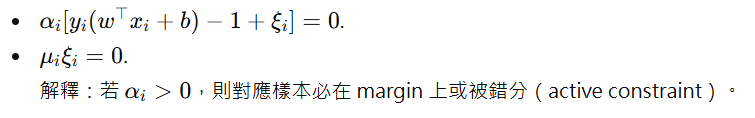 • αᵢ[yᵢ(w⊤xᵢ + b) − 1 + ξᵢ] = 0.
• μᵢξᵢ = 0.
解釋：若 αᵢ > 0，則對應樣本必在 margin 上或被錯分（active constraint）。